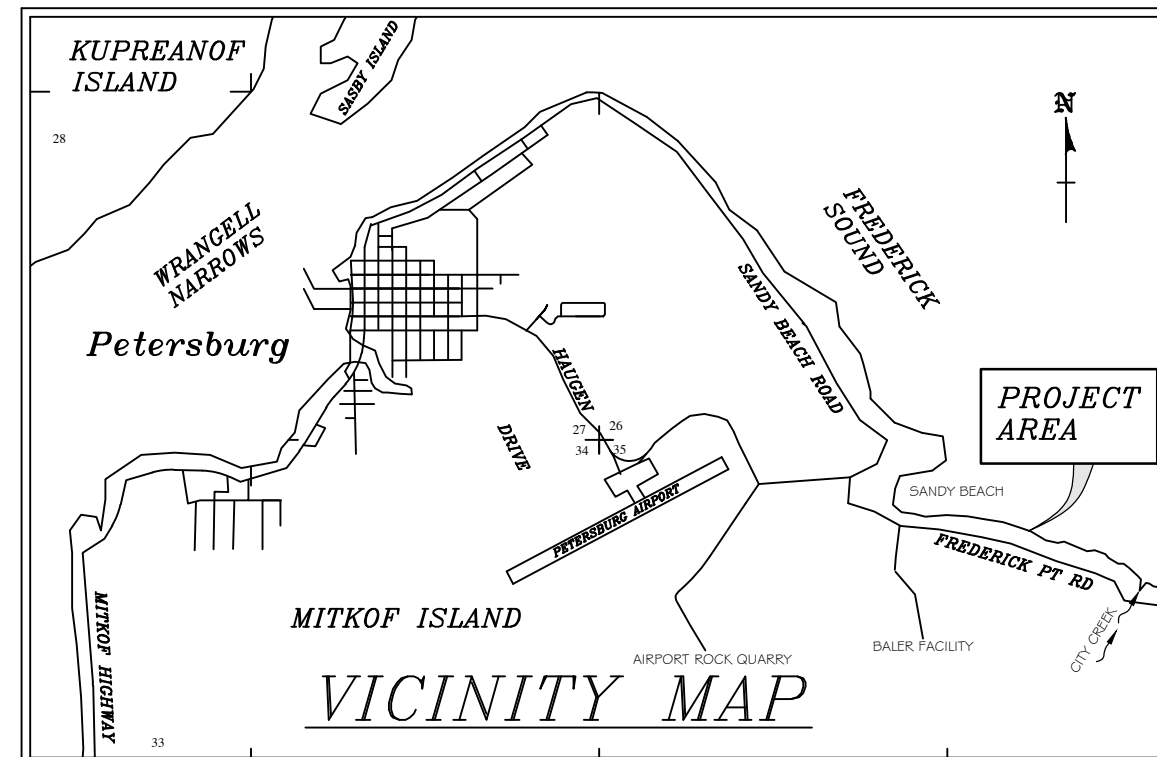 KUPREANOF
ISLAND
SASBY ISLAND
N
28
WRANGELL
NARROWS
FREDERICK
SOUND
Petersburg
SANDY BEACH ROAD
HAUGEN
DRIVE
PROJECT
AREA
27 26
34 35
SANDY BEACH
PETERSBURG AIRPORT
FREDERICK PT RD
MITKOF HIGHWAY
MITKOF ISLAND
CITY CREEK
BALER FACILITY
AIRPORT ROCK QUARRY
VICINITY MAP
33